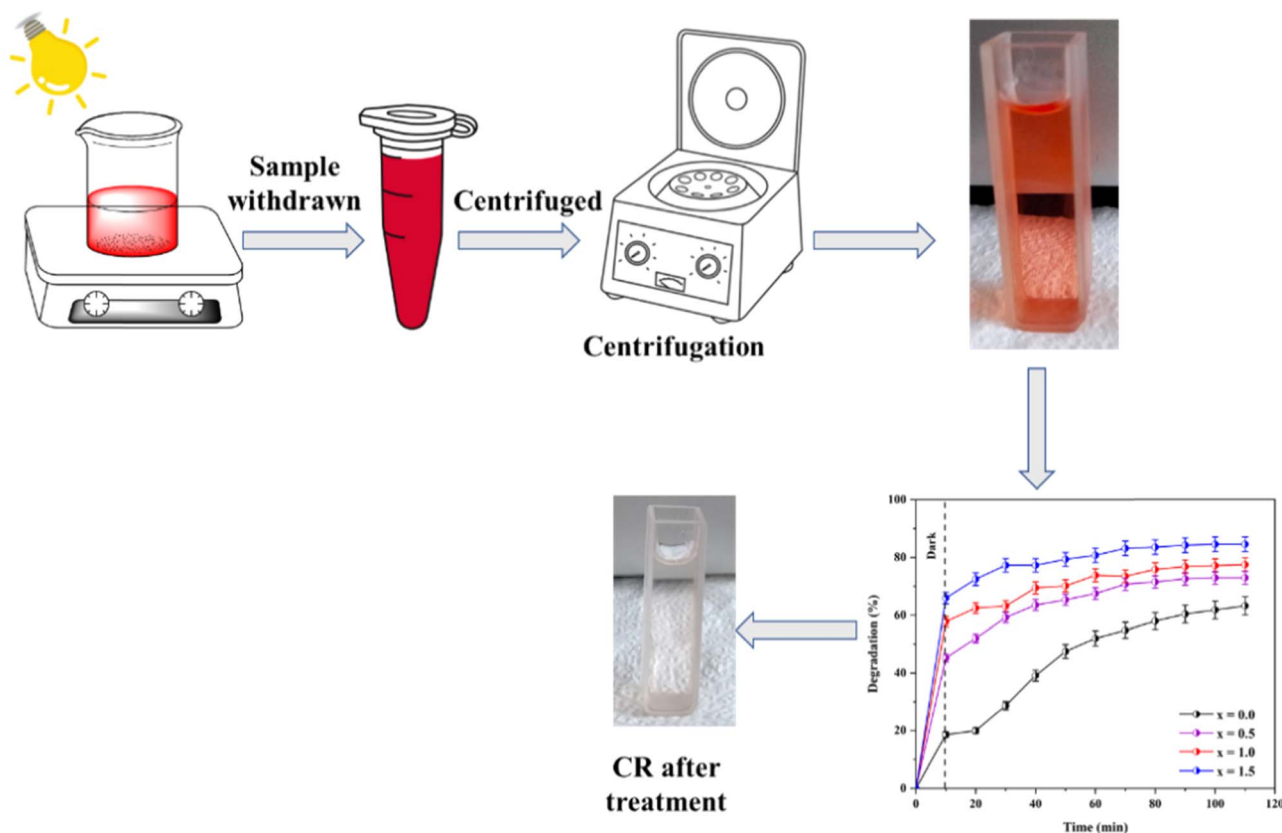 Sample
withdrawn
Centrifuged
Centrifugation
100
80
60
40
20
0
Degradation (%)
Dark
x = 0.0
x = 0.5
x = 1.0
x = 1.5
0 20 40 60 80 100 120
Time (min)
CR after
treatment